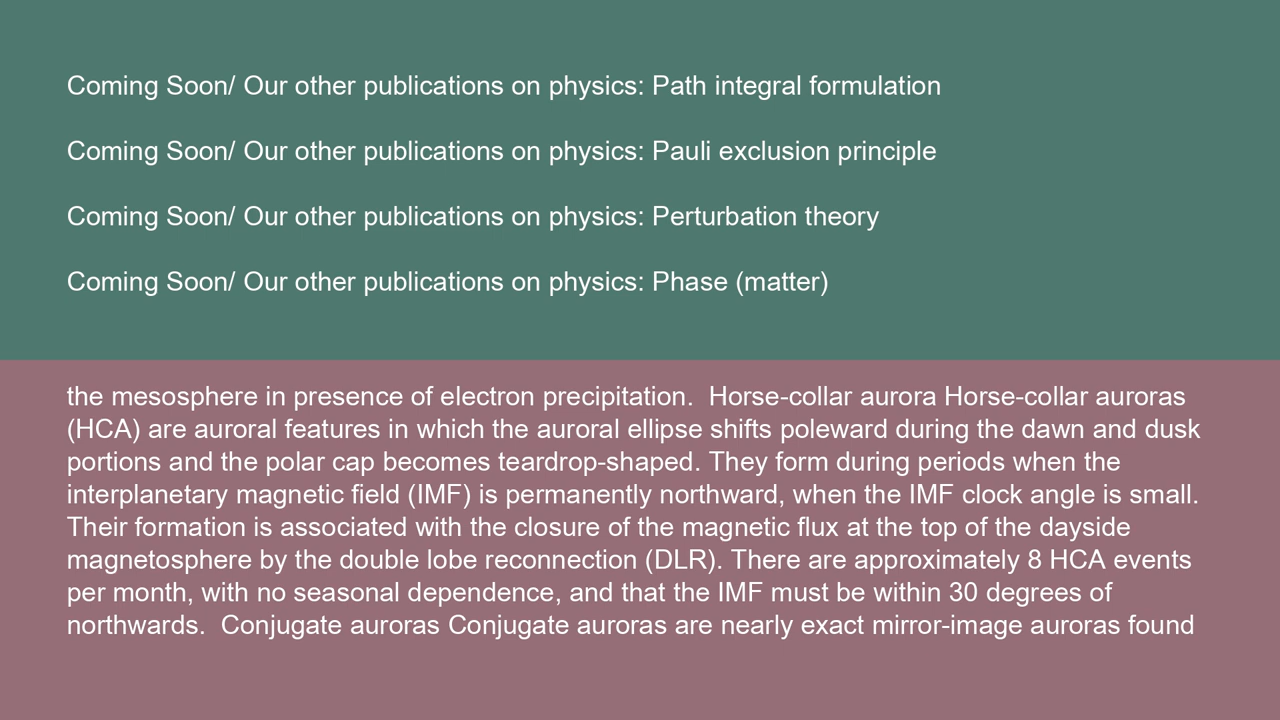 Coming Soon/ Our other publications on physics: Path integral formulation
Coming Soon/ Our other publications on physics: Pauli exclusion principle
Coming Soon/ Our other publications on physics: Perturbation theory
Coming Soon/ Our other publications on physics: Phase (matter)
the mesosphere in presence of electron precipitation.  Horse-collar aurora Horse-collar auroras
(HCA) are auroral features in which the auroral ellipse shifts poleward during the dawn and dusk
portions and the polar cap becomes teardrop-shaped. They form during periods when the
interplanetary magnetic field (IMF) is permanently northward, when the IMF clock angle is small.
Their formation is associated with the closure of the magnetic flux at the top of the dayside
magnetosphere by the double lobe reconnection (DLR). There are approximately 8 HCA events
per month, with no seasonal dependence, and that the IMF must be within 30 degrees of
northwards.  Conjugate auroras Conjugate auroras are nearly exact mirror-image auroras found